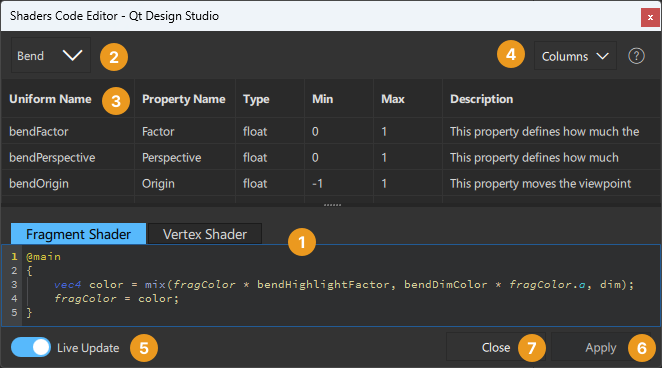 Shaders Code Editor - Qt Design Studio
x
Bend 2 4 Columns ?
Uniform Name 3 Property Name Type Min Max Description
bendFactor Factor float 0 1 This property defines how much the
bendPerspective Perspective float 0 1 This property defines how much
bendOrigin Origin float -1 1 This property moves the viewpoint
Fragment Shader Vertex Shader 1
1 @main
2 {
3 vec4 color = mix(fragColor * bendHighlightFactor, bendDimColor * fragColor.a, dim);
4 fragColor = color;
5 }
Live Update 5 Close 7 Apply 6